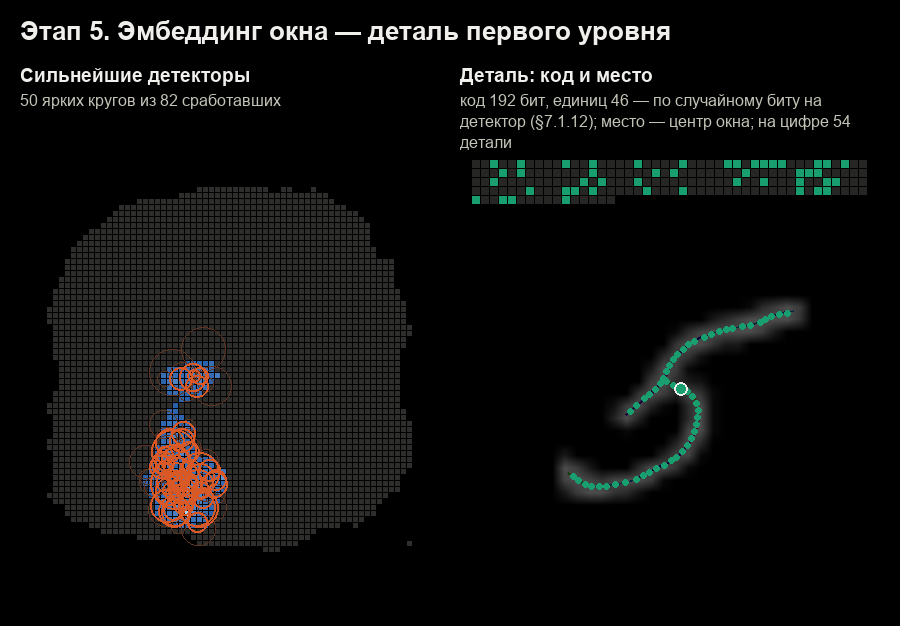 Этап 5. Эмбеддинг окна — деталь первого уровня
Сильнейшие детекторы
50 ярких кругов из 82 сработавших
Деталь: код и место
код 192 бит, единиц 46 — по случайному биту на
детектор (§7.1.12); место — центр окна; на цифре 54
детали